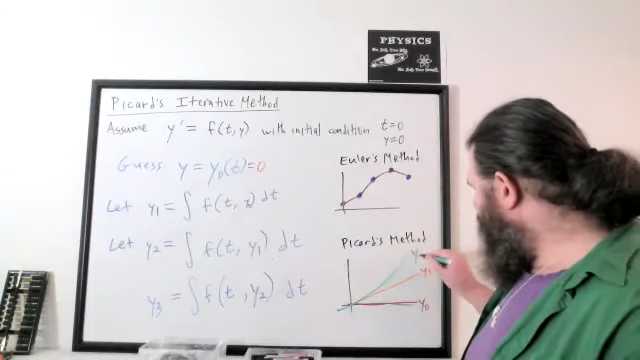 PHYSICS
Picard's Iterative Method
Assume y' = f(t,y) with initial condition t=0
y=0
Guess: y = y₀(t)=0
Let y₁ = ∫ f(t, y₀) dt
Let y₂ = ∫ f(t, y₁) dt
y₃ = ∫ f(t, y₂) dt
Euler's Method
Picard's Method
y
y₁
y₀